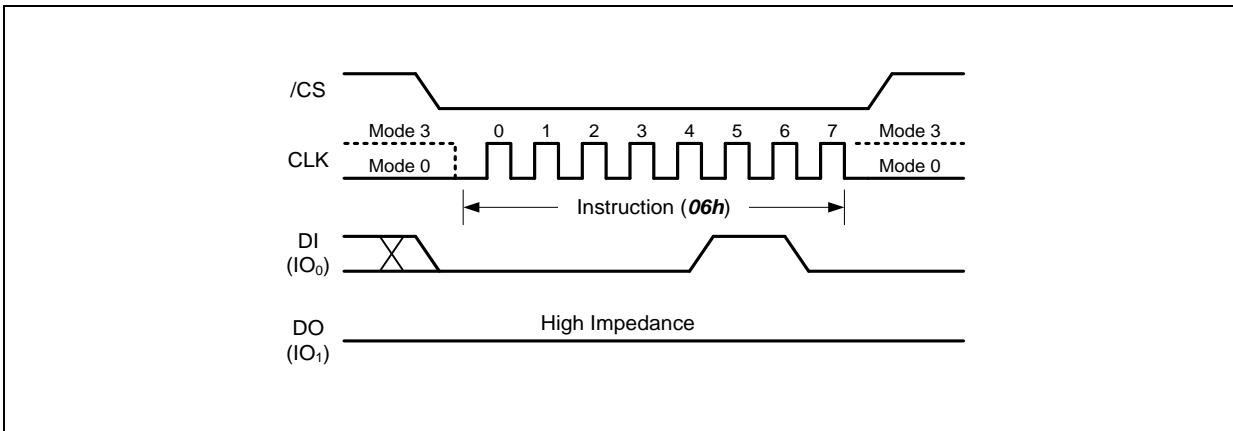 /CS
Mode 3 0 1 2 3 4 5 6 7 Mode 3
CLK
Mode 0 Mode 0
Instruction (06h)
DI
(IO₀)
High Impedance
DO
(IO₁)